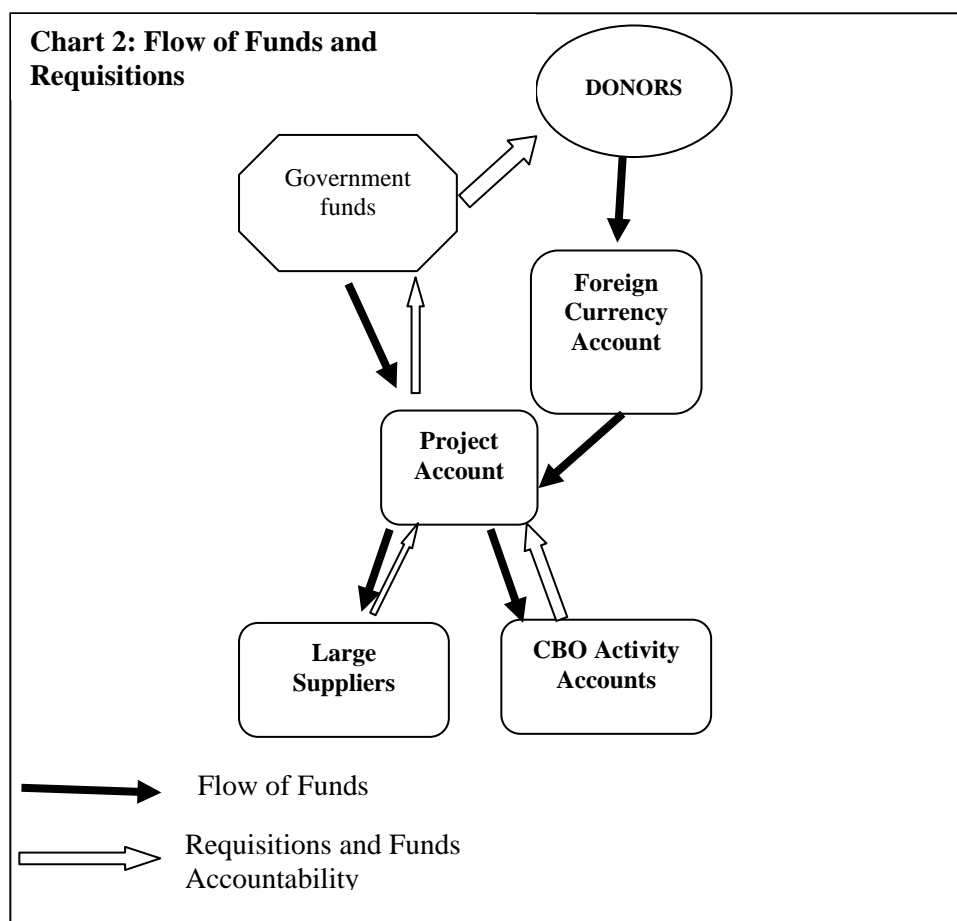 Chart 2: Flow of Funds and
Requisitions
DONORS
Government
funds
Foreign
Currency
Account
Project
Account
Large
Suppliers
CBO Activity
Accounts
Flow of Funds
Requisitions and Funds
Accountability